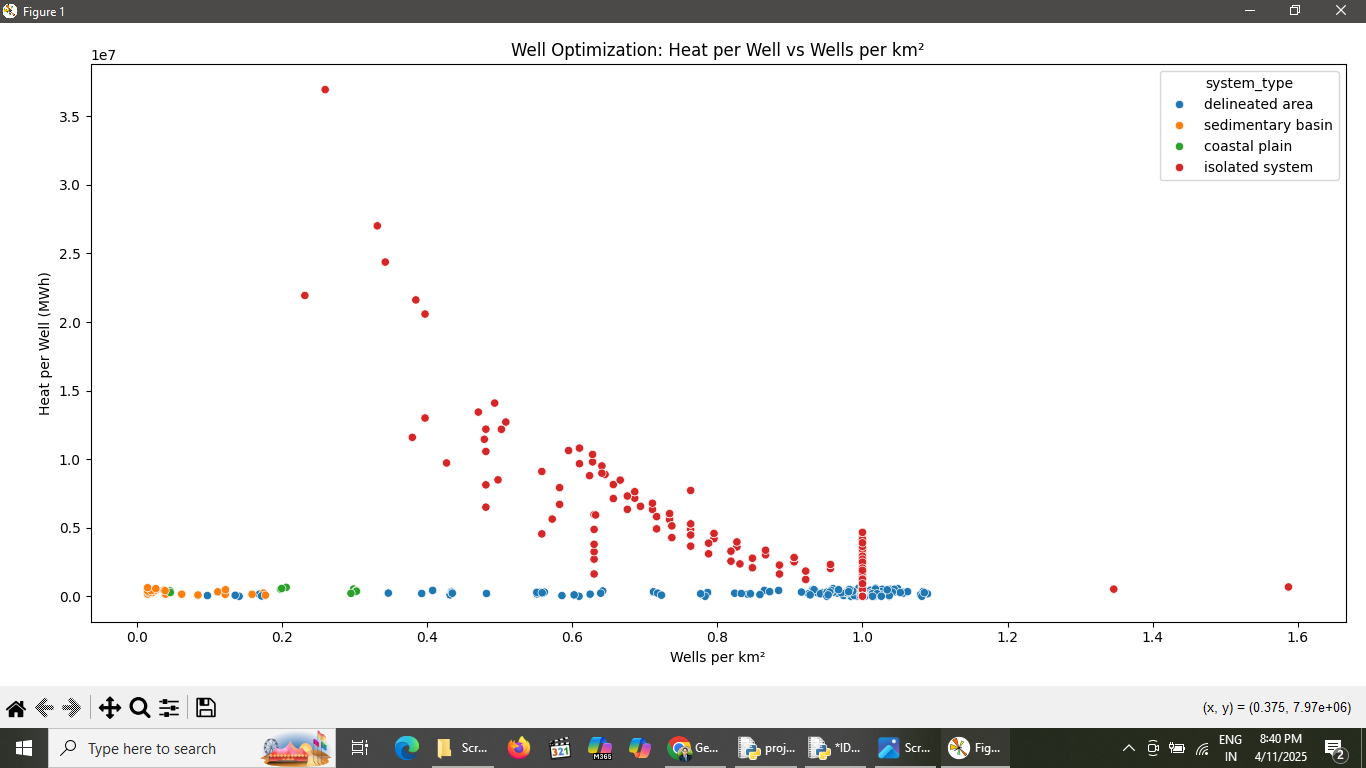 Figure 1
Well Optimization: Heat per Well vs Wells per km²
1e7
system_type
delineated area
sedimentary basin
coastal plain
isolated system
3.5
3.0
2.5
2.0
1.5
1.0
0.5
0.0
Heat per Well (MWh)
0.0 0.2 0.4 0.6 0.8 1.0 1.2 1.4 1.6
Wells per km²
(x, y) = (0.375, 7.97e+06)
Type here to search
321
M365
Scr...
Ge...
proj...
*ID...
Scr...
Fig...
ENG
IN
8:40 PM
4/11/2025
2